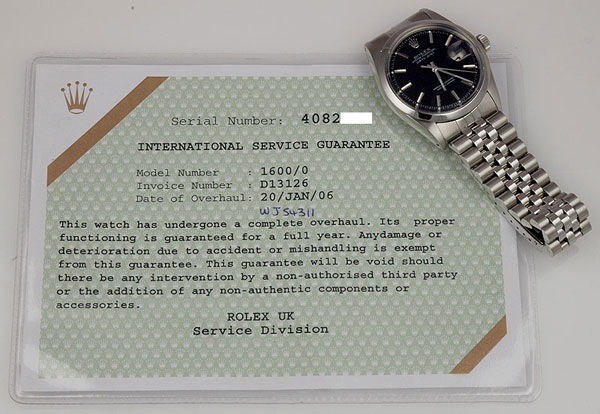 ROLEX
Serial Number: 4082
INTERNATIONAL SERVICE GUARANTEE
Model Number : 1600/0
Invoice Number : D13126
Date of Overhaul: 20/JAN/06
WJS4311
This watch has undergone a complete overhaul. Its proper
functioning is guaranteed for a full year. Anydamage or
deterioration due to accident or mishandling is exempt
from this guarantee. This guarantee will be void should
there be any intervention by a non-authorised third party
or the addition of any non-authentic components or
accessories.
ROLEX UK
Service Division